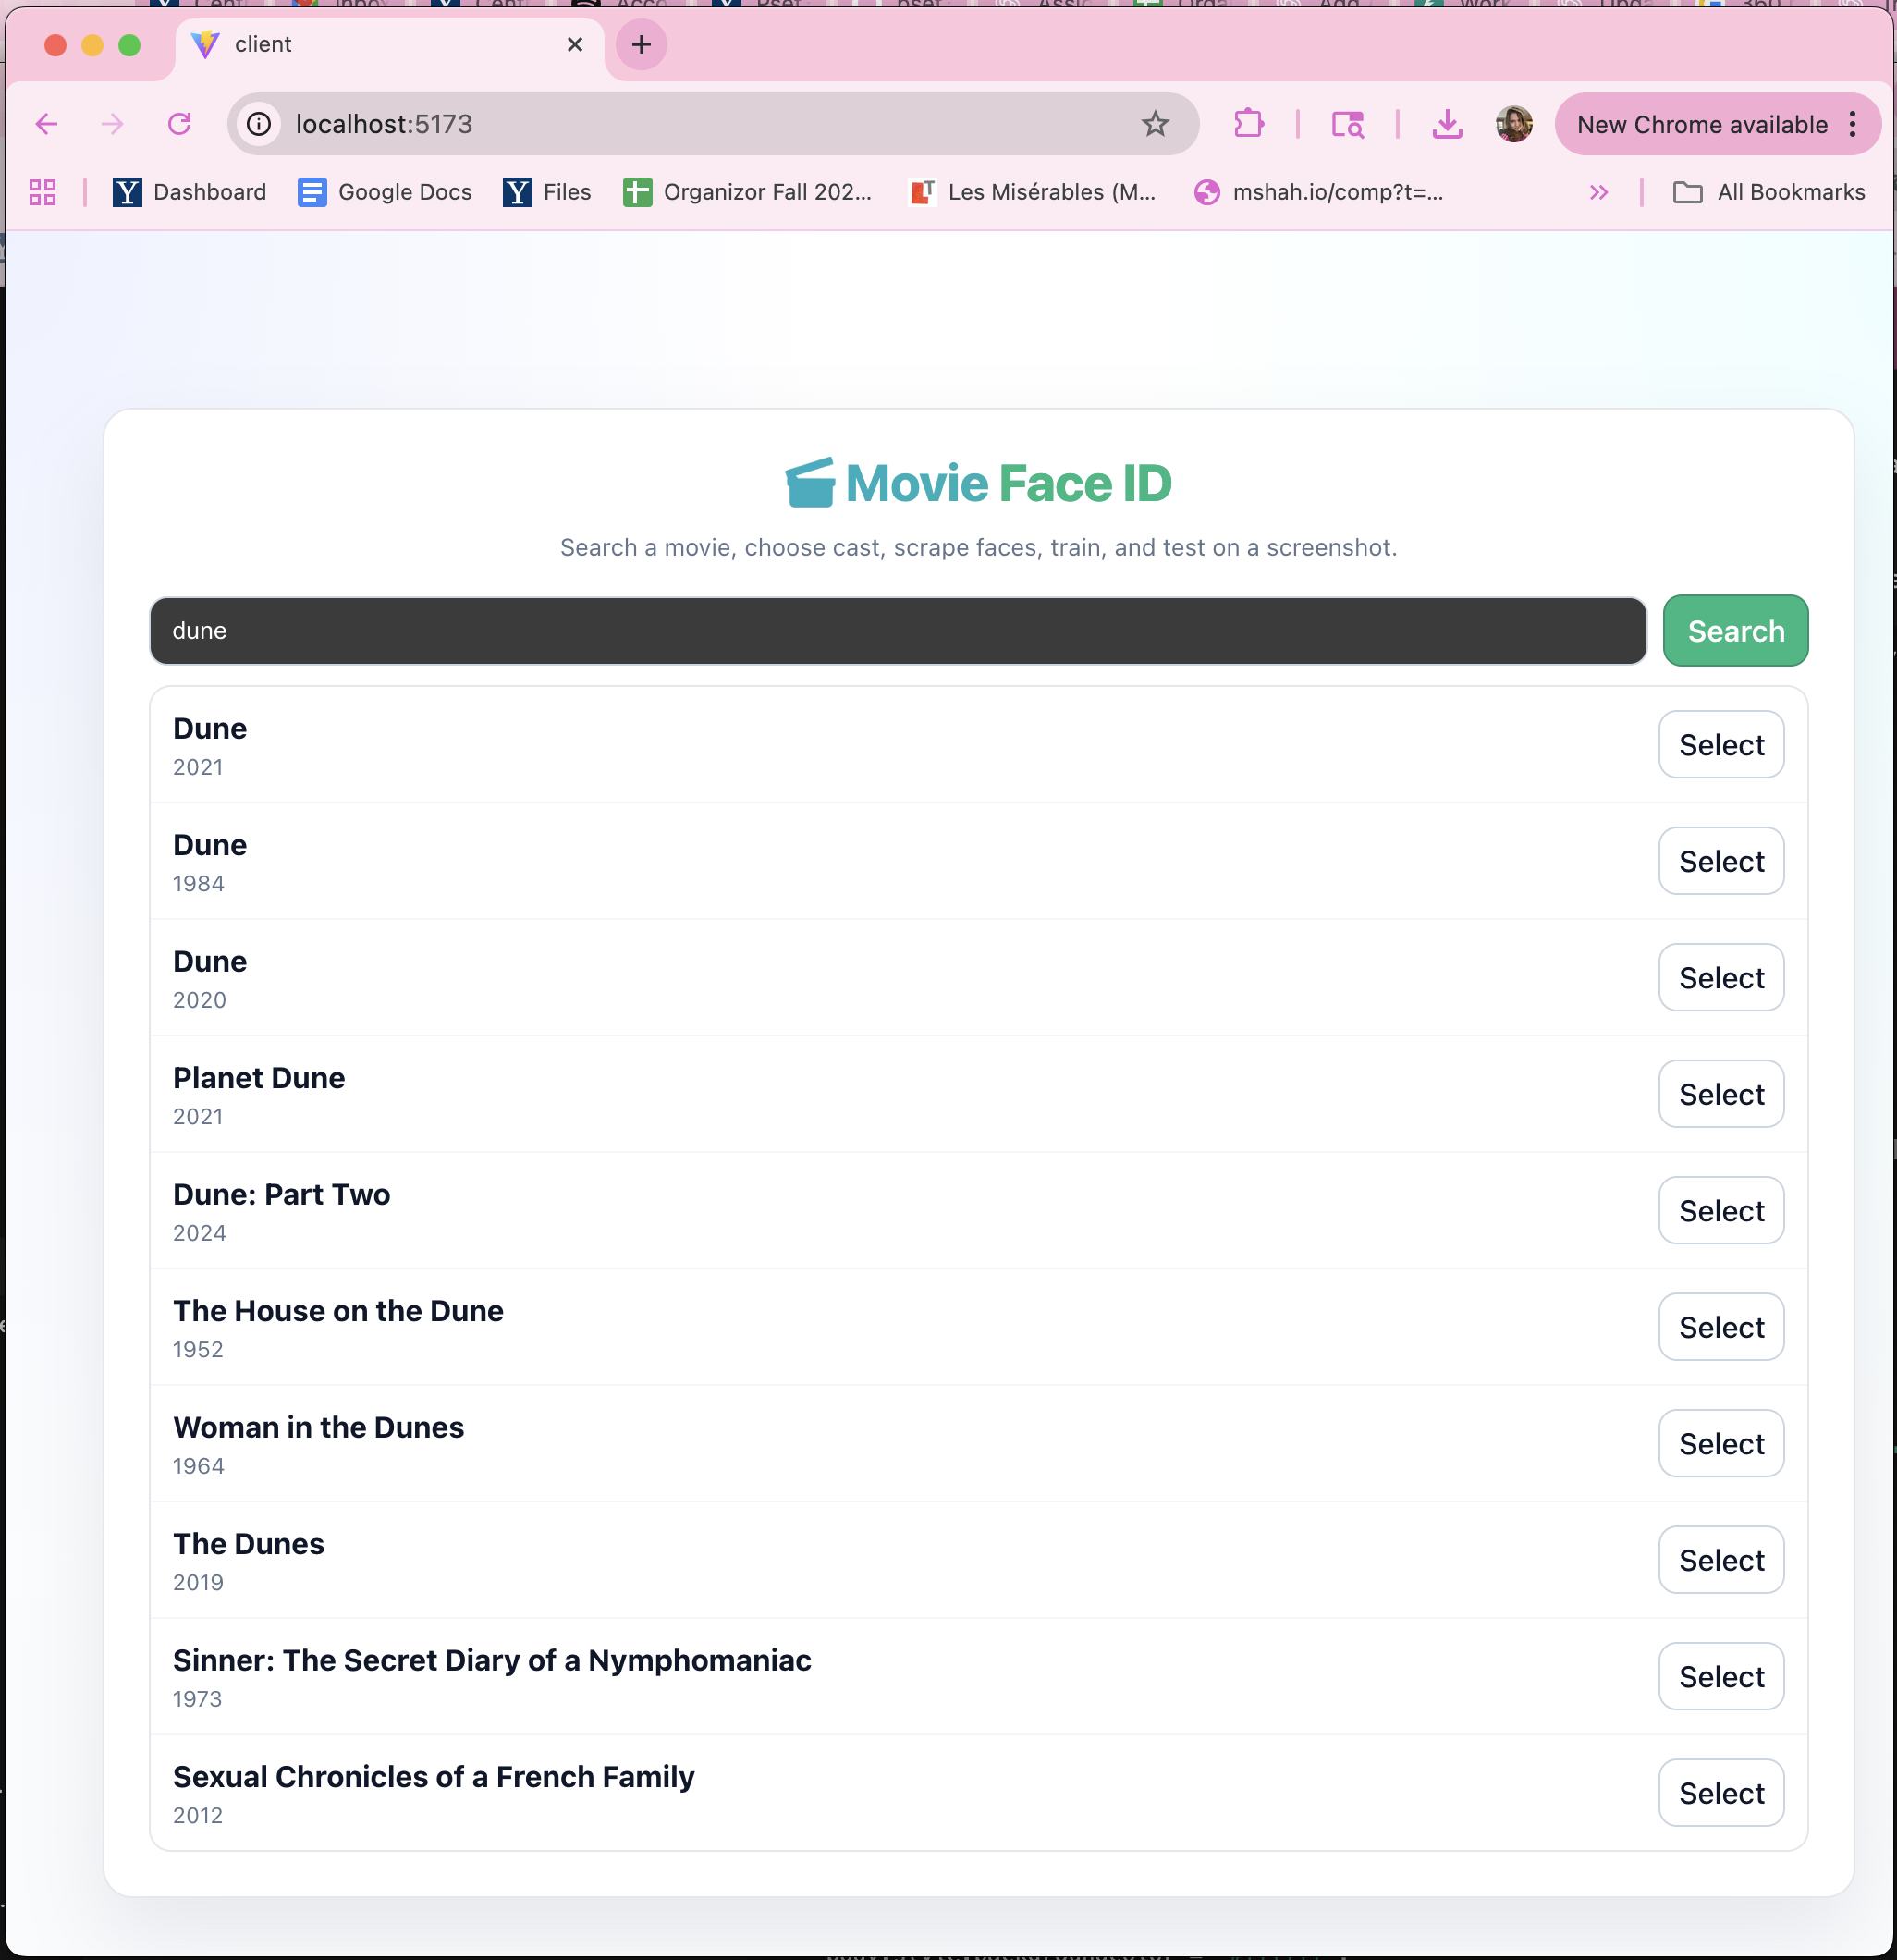 client
localhost:5173
New Chrome available
Dashboard
Google Docs
Files
Organizor Fall 202...
Les Misérables (M...
mshah.io/comp?t=...
All Bookmarks
Movie Face ID
Search a movie, choose cast, scrape faces, train, and test on a screenshot.
dune
Search
Dune
2021
Select
Dune
1984
Select
Dune
2020
Select
Planet Dune
2021
Select
Dune: Part Two
2024
Select
The House on the Dune
1952
Select
Woman in the Dunes
1964
Select
The Dunes
2019
Select
Sinner: The Secret Diary of a Nymphomaniac
1973
Select
Sexual Chronicles of a French Family
2012
Select